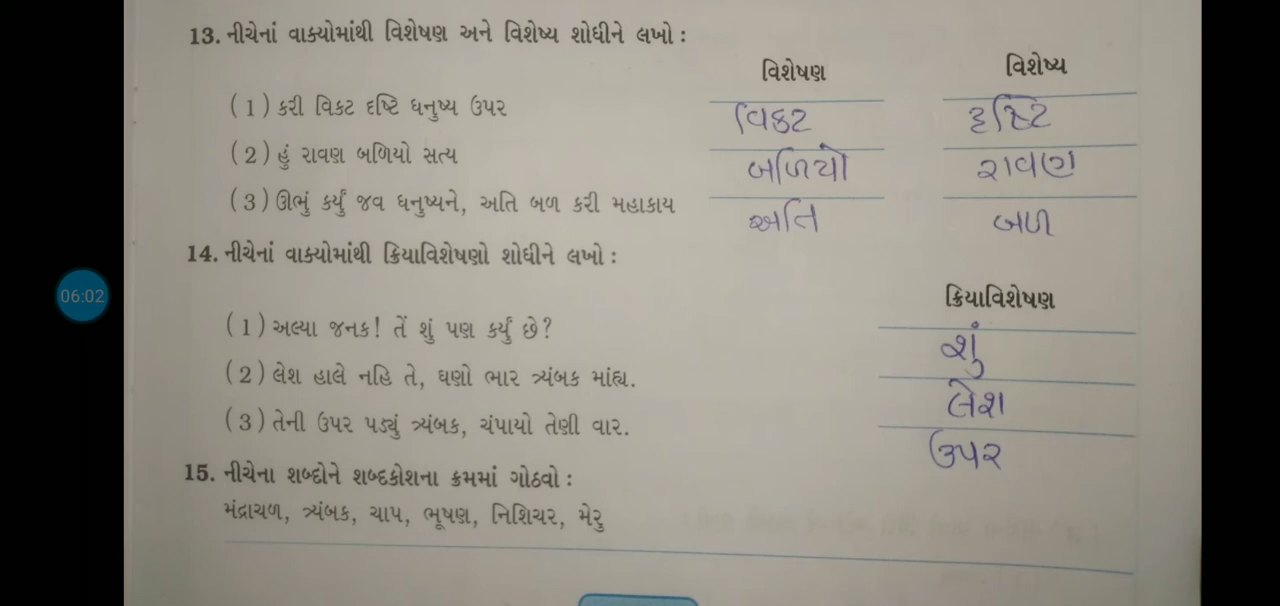 13. નીચેનાં વાક્યોમાંથી વિશેષણ અને વિશેષ્ય શોધીને લખો :
વિશેષણ વિશેષ્ય
(1) કરી વિકટ દૃષ્ટિ ધનુષ્ય ઉપર વિકટ દૃષ્ટિ
(2) હું રાવણ બળિયો સત્ય બળિયો રાવણ
(3) ઊભું કર્યું જવ ધનુષ્યને, અતિ બળ કરી મહાકાય અતિ બળ
14. નીચેનાં વાક્યોમાંથી ક્રિયાવિશેષણો શોધીને લખો :
ક્રિયાવિશેષણ
(1) અલ્યા જનક! તેં શું પણ કર્યું છે? શું
06:02
(2) લેશ હાલે નહિ તે, ઘણો ભાર ત્ર્યંબક માંહ્ય. લેશ
(3) તેની ઉપર પડ્યું ત્ર્યંબક, ચંપાયો તેણી વાર. ઉપર
15. નીચેના શબ્દોને શબ્દકોશના ક્રમમાં ગોઠવો :
મંદ્રાચળ, ત્ર્યંબક, ચાપ, ભૂષણ, નિશિચર, મેરુ